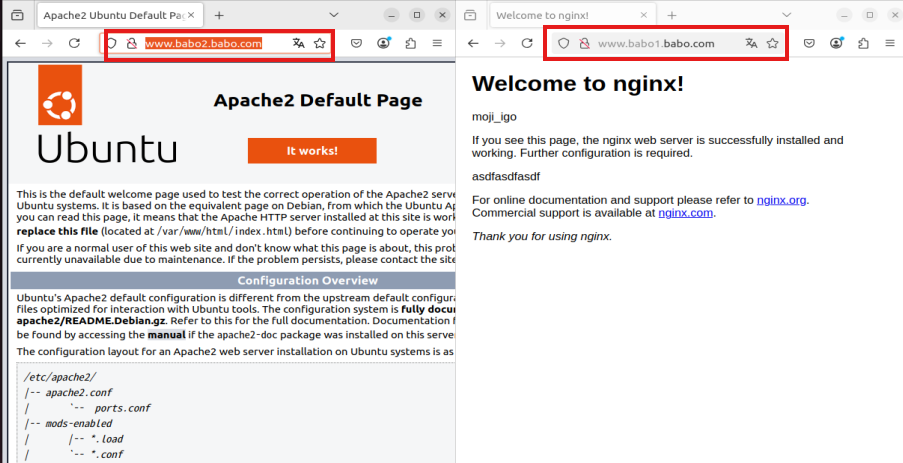 Apache2 Ubuntu Default Pa
www.babo2.babo.com
Ubuntu
Apache2 Default Page
It works!
This is the default welcome page used to test the correct operation of the Apache2 serve
Ubuntu systems. It is based on the equivalent page on Debian, from which the Ubuntu Ap
you can read this page, it means that the Apache HTTP server installed at this site is work
replace this file (located at /var/www/html/index.html) before continuing to operate you
If you are a normal user of this web site and don't know what this page is about, this prob
currently unavailable due to maintenance. If the problem persists, please contact the site
Configuration Overview
Ubuntu's Apache2 default configuration is different from the upstream default configura
files optimized for interaction with Ubuntu tools. The configuration system is fully docu
apache2/README.Debian.gz. Refer to this for the full documentation. Documentation f
be found by accessing the manual if the apache2-doc package was installed on this server
The configuration layout for an Apache2 web server installation on Ubuntu systems is as
/etc/apache2/
|-- apache2.conf
|       `--  ports.conf
|-- mods-enabled
|       |-- *.load
|       `-- *.conf
Welcome to nginx!
www.babo1.babo.com
Welcome to nginx!
moji_igo
If you see this page, the nginx web server is successfully installed and
working. Further configuration is required.
asdfasdfasdf
For online documentation and support please refer to nginx.org.
Commercial support is available at nginx.com.
Thank you for using nginx.